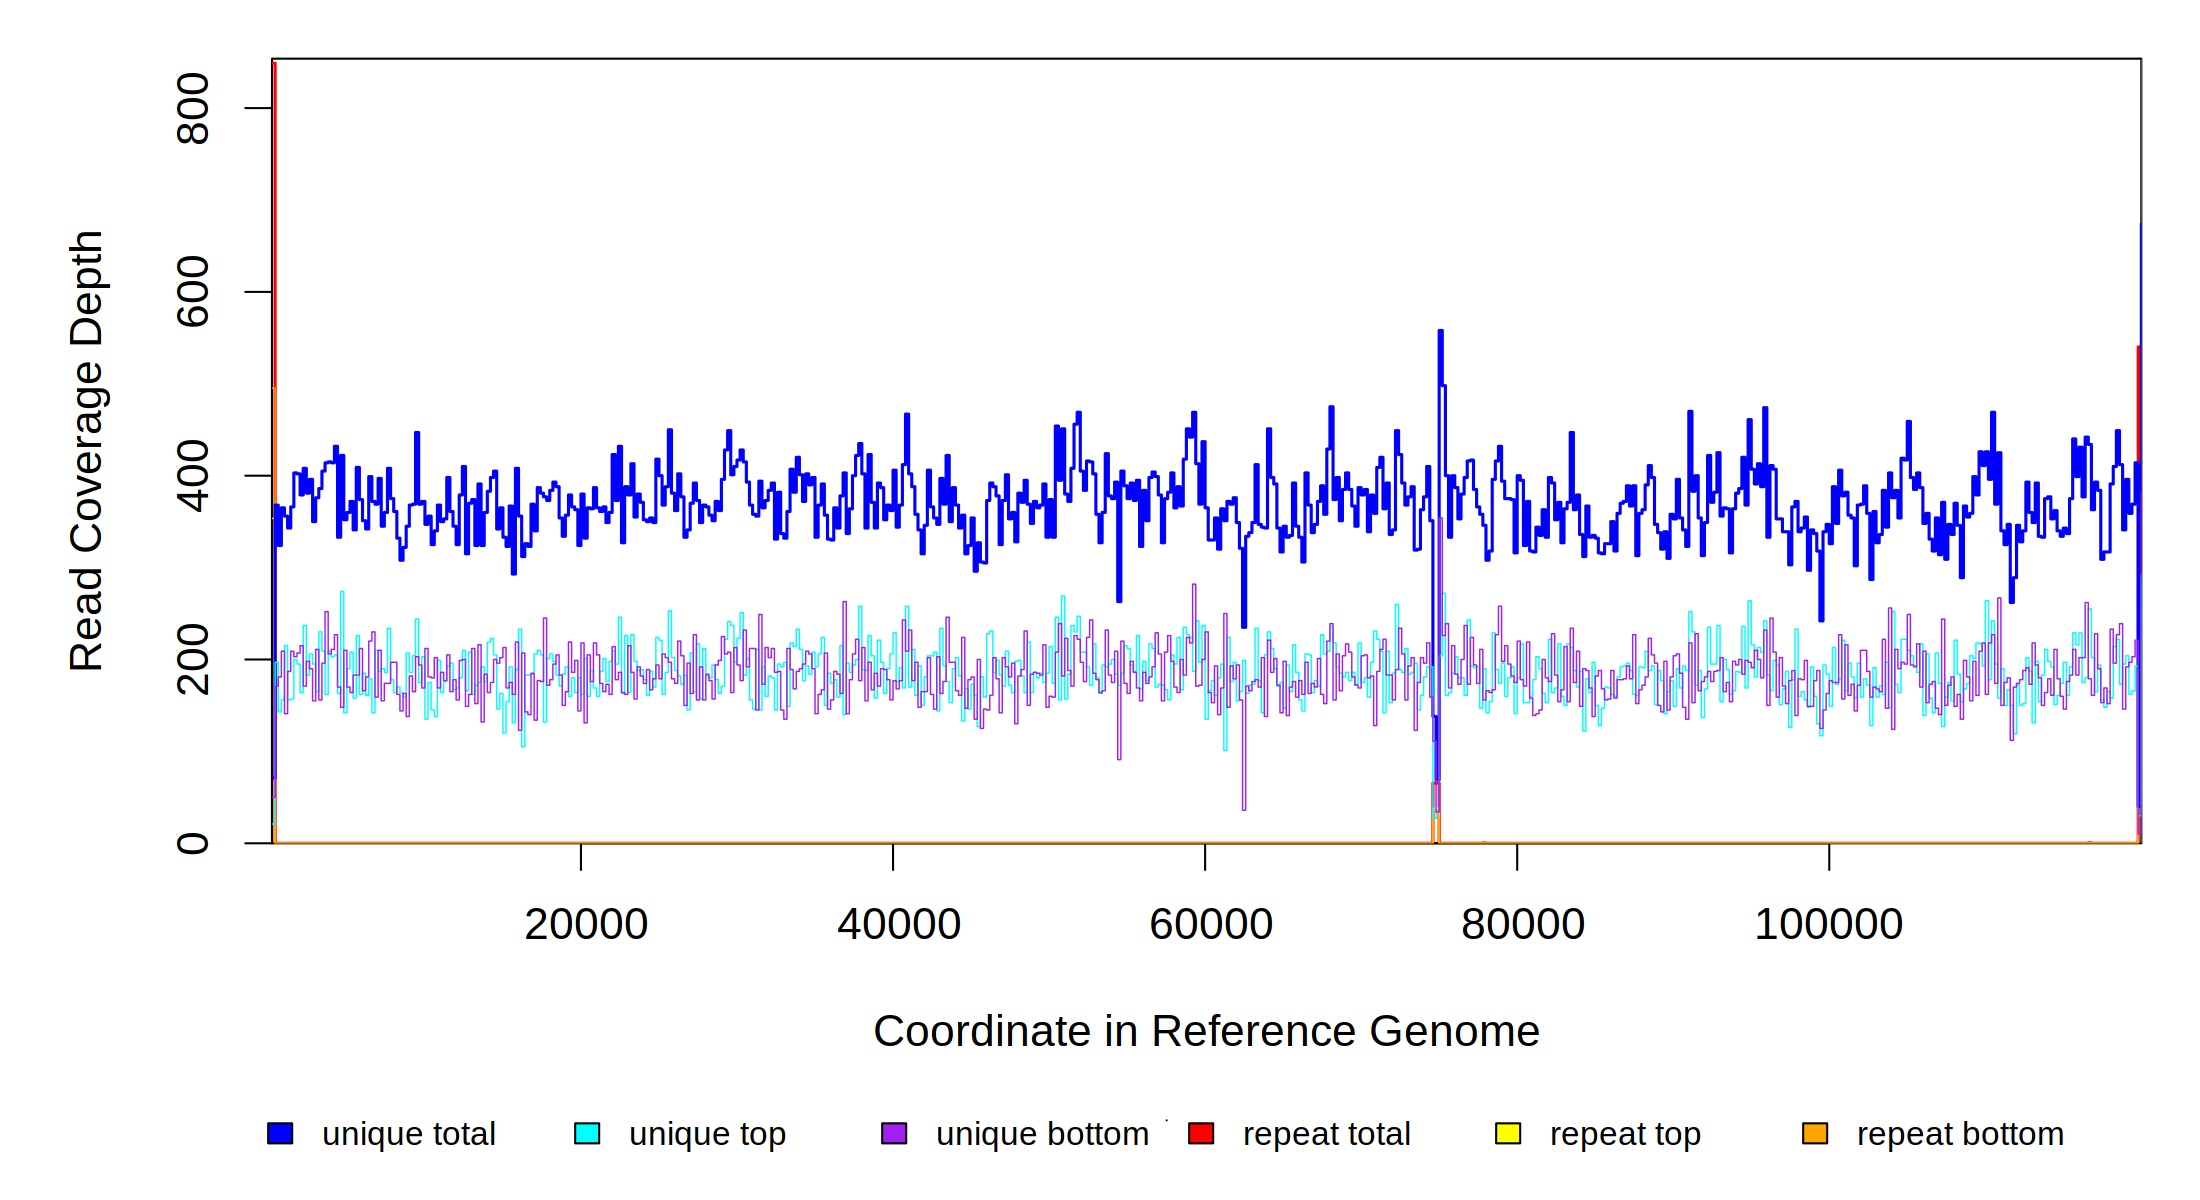 Read Coverage Depth
800
600
400
200
0
20000 40000 60000 80000 100000
Coordinate in Reference Genome
unique total unique top unique bottom repeat total repeat top repeat bottom